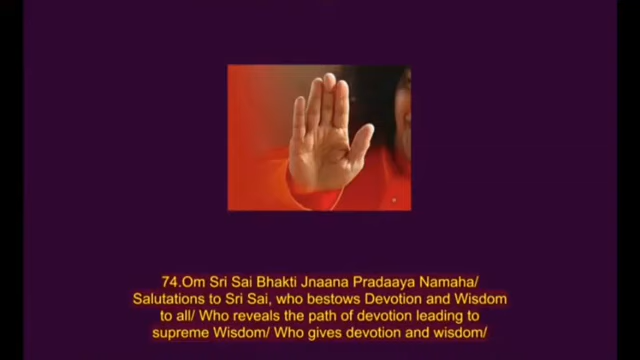 74.Om Sri Sai Bhakti Jnaana Pradaaya Namaha/
Salutations to Sri Sai, who bestows Devotion and Wisdom
to all/ Who reveals the path of devotion leading to
supreme Wisdom/ Who gives devotion and wisdom/